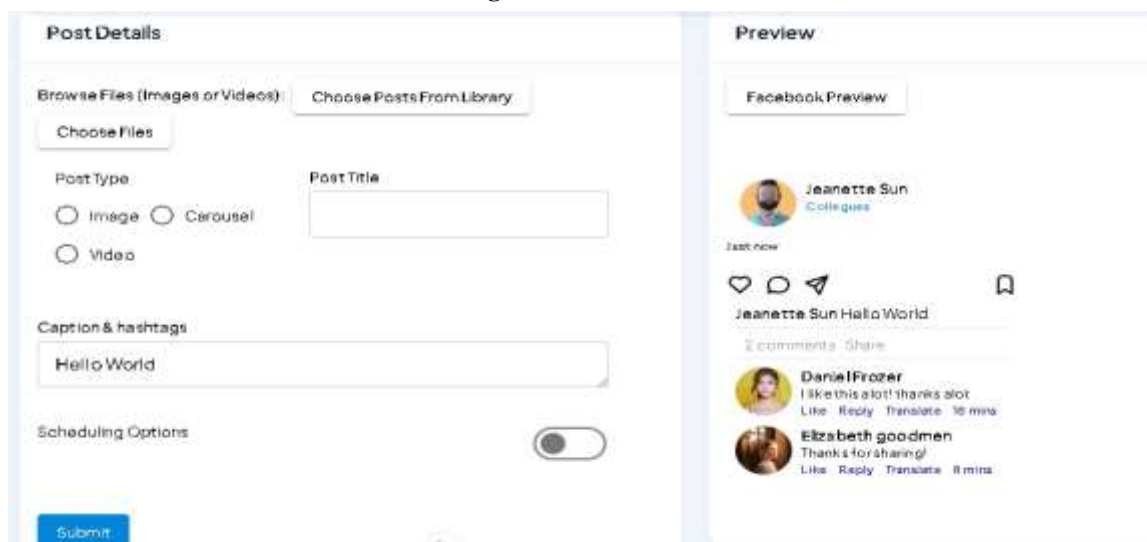 Post Details
Browse Files (Images or Videos):
Choose Posts From Library
Choose Files
Post Type
Image
Carousel
Video
Post Title
Caption & hashtags
Hello World
Scheduling Options
Submit
Preview
Facebook Preview
Jeanette Sun
Collegues
Just now
Jeanette Sun Hello World
2 comments Share
Daniel Frozer
I like this alot! thanks alot
Like Reply Translate 16 mins
Elizabeth goodmen
Thanks for sharing!
Like Reply Translate 8 mins